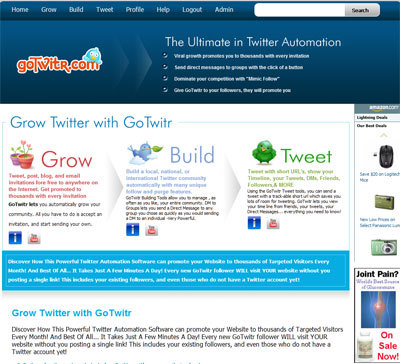 Home Grow Tweet Profile Help Logout Admin Search
goTwitr.com
The Ultimate in Twitter Automation
Viral growth promotes you to thousands with every invitation
Send direct messages to groups with the click of a button
Dominate your competition with "Mimic Follow"
Give GoTwitr to your followers, they will promote you
Grow Twitter with GoTwitr
Grow
Tweet, post, blog, and email
invitations fore free to anywhere
on the Internet. Get promoted to
thousands with every invitation
GoTwitr lets you automatically grow your
community. All you have to do is accept an
invitation, and start sending your own.
You
Build
Build a local, national, or
international Twitter community
automatically with many unique
follow and purge features.
GoTwitr Building Tools allow you to manage , as
often as you like, your entire community. DM to
Groups lets you send a Direct Message to any
group you chose as quickly as you would sending
a DM to an individual -Very Powerful.
You
Tweet
Tweet with short URL's, show your
Timeline, your Tweets, DMs, Friends,
Followers,& MORE.
Using the GoTwitr Tweet tools, you can send a
tweet with a track-able short url which saves you
lots of room for tweeting. GoTwitr lets you view
your time line from friends, your tweets, your
Direct Messages ... everything you need to know!
You
Discover How This Powerful Twitter Automation Software can promote your Website to thousands of Targeted Visitors Every
Month! And Best Of All... It Takes Just A Few Minutes A Day! Every new GoTwitr follower WILL visit YOUR website without you
posting a single link! This includes your existing followers, and even those who do not have a Twitter account yet!
Grow Twitter with GoTwitr
Discover How This Powerful Twitter Automation Software can promote your Website to thousands of Targeted
Visitors Every Month! And Best Of All... It Takes Just A Few Minutes A Day! Every new GoTwitr follower WILL visit YOUR
website without you posting a single link! This includes your existing followers, and even those who do not have a
Twitter account yet!
amazon.com
Lightning Deals
Our Best Deals
Save $20 on Logitech
Mice
New Low Prices on
Select Panasonic Lum
Joint Pain?
World's Best Source
of Glucosamine
On
Sale
Now!